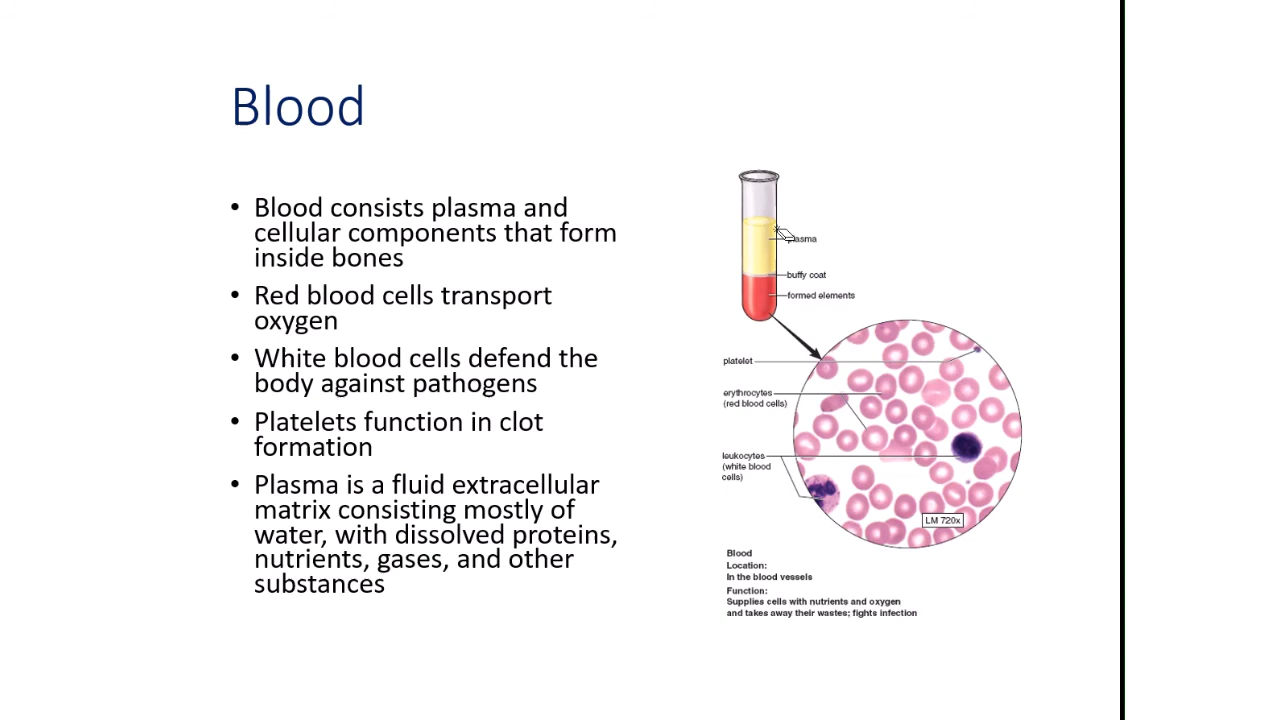 Blood
• Blood consists plasma and
cellular components that form
inside bones
• Red blood cells transport
oxygen
• White blood cells defend the
body against pathogens
• Platelets function in clot
formation
• Plasma is a fluid extracellular
matrix consisting mostly of
water, with dissolved proteins,
nutrients, gases, and other
substances
plasma
buffy coat
formed elements
platelet
erythrocytes
(red blood cells)
leukocytes
(white blood
cells)
LM 720x
Blood
Location:
In the blood vessels
Function:
Supplies cells with nutrients and oxygen
and takes away their wastes; fights infection